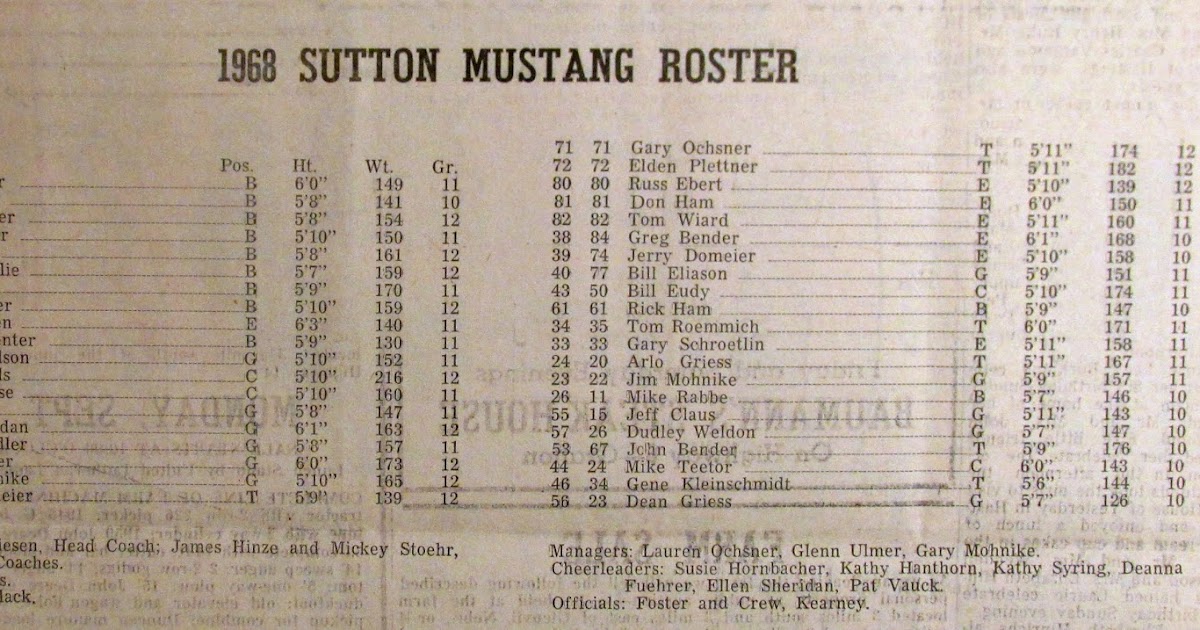 1968 SUTTON MUSTANG ROSTER
Pos. Ht. Wt. Gr.
r B 6'0" 149 11
B 5'8" 141 10
er B 5'8" 154 12
r B 5'10" 150 11
B 5'8" 161 12
lie B 5'7" 159 12
B 5'9" 170 11
er B 5'10" 159 12
en E 6'3" 140 11
enter B 5'9" 130 11
lson G 5'10" 152 11
ls C 5'10" 216 12
se C 5'10" 160 11
G 5'8" 147 11
dan G 6'1" 163 12
dler G 5'8" 157 11
er G 6'0" 173 12
nike G 5'10" 165 12
eier T 5'9" 139 12
iesen, Head Coach; James Hinze and Mickey Stoehr,
Coaches.
s.
Mack.
71 71 Gary Ochsner T 5'11" 174 12
72 72 Elden Plettner T 5'11" 182 12
80 80 Russ Ebert E 5'10" 139 12
81 81 Don Ham E 6'0" 150 11
82 82 Tom Wiard E 5'11" 160 11
38 84 Greg Bender E 6'1" 168 10
39 74 Jerry Domeier E 5'10" 158 10
40 77 Bill Eliason G 5'9" 151 11
43 50 Bill Eudy C 5'10" 174 11
61 61 Rick Ham B 5'9" 147 10
34 35 Tom Roemmich T 6'0" 171 11
33 33 Gary Schroetlin E 5'11" 158 11
24 20 Arlo Griess T 5'11" 167 11
23 22 Jim Mohnike G 5'9" 157 11
26 11 Mike Rabbe B 5'7" 146 10
55 15 Jeff Claus G 5'11" 143 10
57 26 Dudley Weldon G 5'7" 147 10
53 67 John Bender T 5'9" 176 10
44 24 Mike Teetor C 6'0" 143 10
46 34 Gene Kleinschmidt T 5'6" 144 10
56 23 Dean Griess G 5'7" 126 10
Managers: Lauren Ochsner, Glenn Ulmer, Gary Mohnike.
Cheerleaders: Susie Hornbacher, Kathy Hanthorn, Kathy Syring, Deanna
Fuehrer, Ellen Sheridan, Pat Vauck.
Officials: Foster and Crew, Kearney.